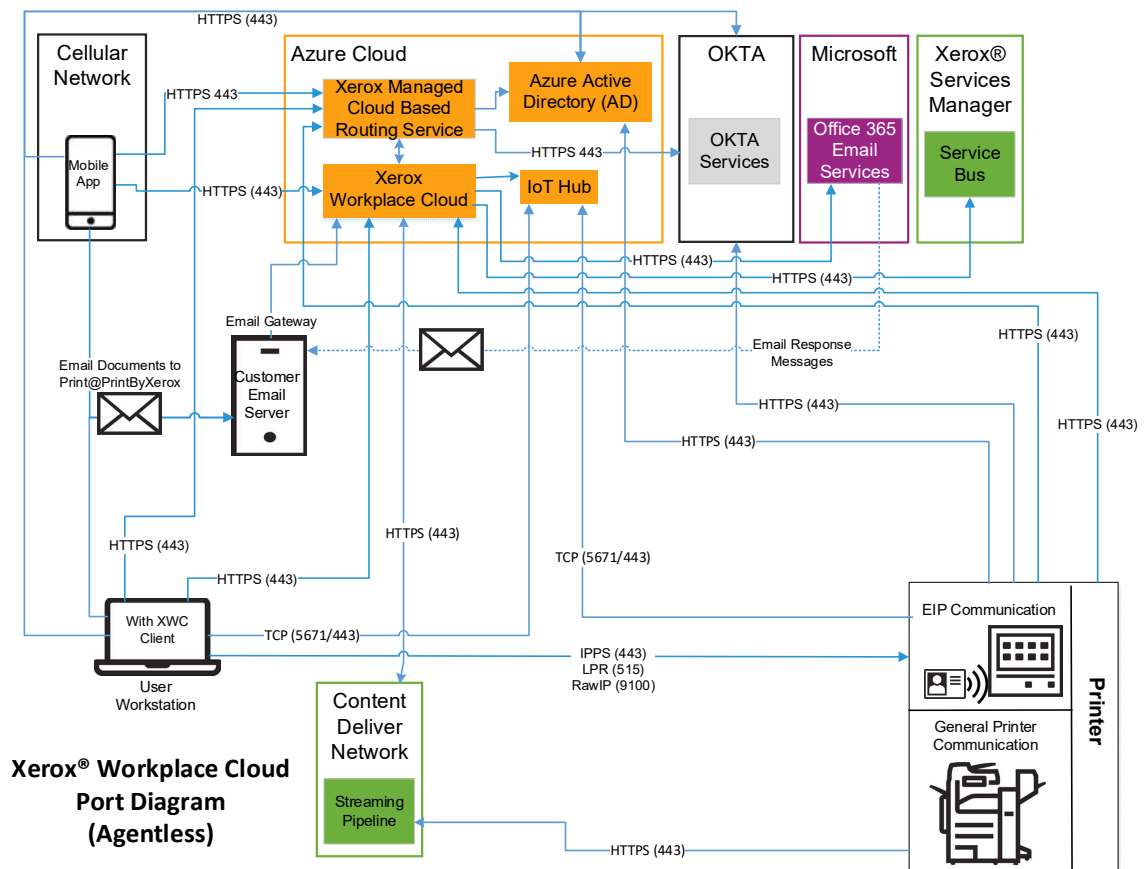 HTTPS (443)
Cellular
Network
Mobile
App
HTTPS 443
HTTPS (443)
Azure Cloud
Xerox Managed
Cloud Based
Routing Service
Azure Active
Directory (AD)
Xerox
Workplace Cloud
IoT Hub
HTTPS 443
OKTA
OKTA
Services
Microsoft
Office 365
Email
Services
Xerox®
Services
Manager
Service
Bus
HTTPS (443)
HTTPS (443)
Email Gateway
HTTPS (443)
Email Response
Messages
Email Documents to
Print@PrintByXerox
Customer
Email
Server
HTTPS (443)
HTTPS (443)
HTTPS (443)
HTTPS (443)
HTTPS (443)
TCP (5671/443)
HTTPS (443)
With XWC
Client
User
Workstation
TCP (5671/443)
IPPS (443)
LPR (515)
RawIP (9100)
EIP Communication
Printer
General Printer
Communication
Content
Deliver
Network
Streaming
Pipeline
HTTPS (443)
Xerox® Workplace Cloud
Port Diagram
(Agentless)